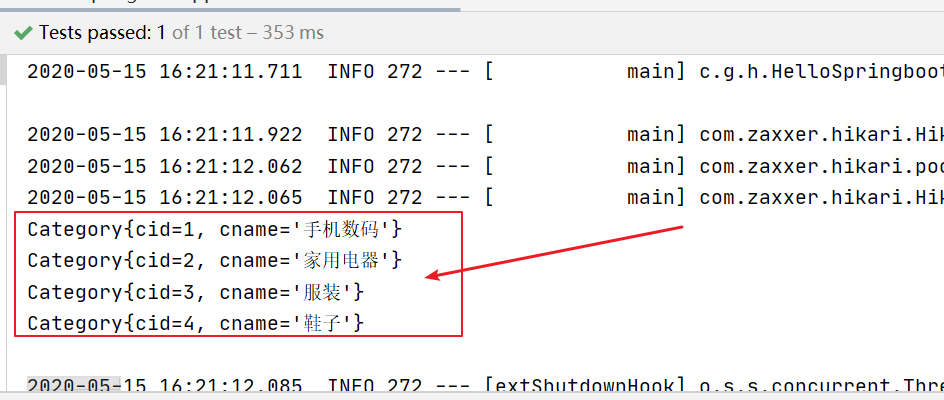 Tests passed: 1 of 1 test – 353 ms
2020-05-15 16:21:11.711  INFO 272 --- [           main] c.g.h.HelloSpringboot
2020-05-15 16:21:11.922  INFO 272 --- [           main] com.zaxxer.hikari.Hik
2020-05-15 16:21:12.062  INFO 272 --- [           main] com.zaxxer.hikari.poo
2020-05-15 16:21:12.065  INFO 272 --- [           main] com.zaxxer.hikari.Hik
Category{cid=1, cname='手机数码'}
Category{cid=2, cname='家用电器'}
Category{cid=3, cname='服装'}
Category{cid=4, cname='鞋子'}
2020-05-15 16:21:12.085  INFO 272 --- [extShutdownHook] o.s.s.concurrent.Thre